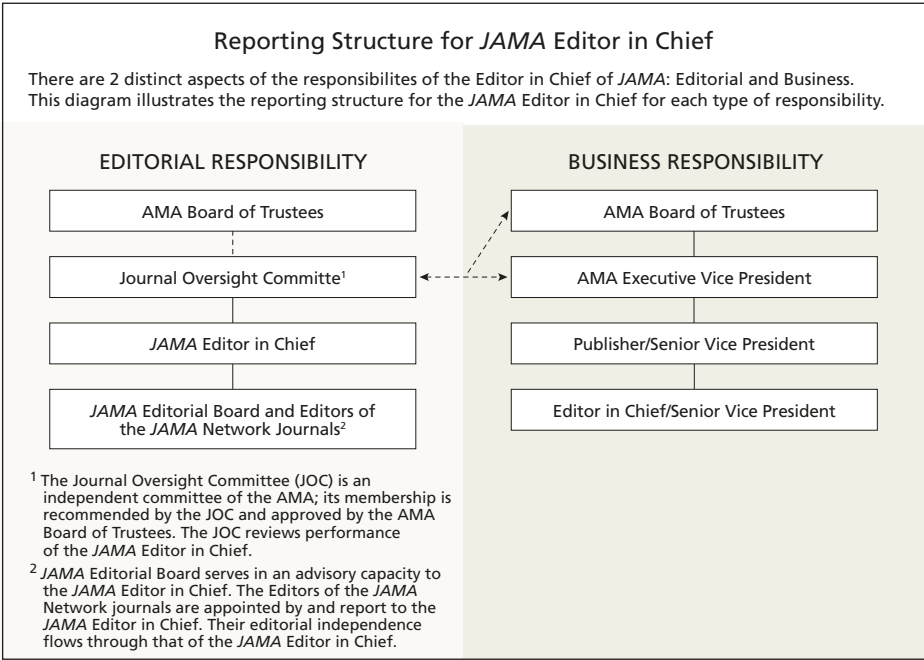 Reporting Structure for JAMA Editor in Chief
There are 2 distinct aspects of the responsibilites of the Editor in Chief of JAMA: Editorial and Business.
This diagram illustrates the reporting structure for the JAMA Editor in Chief for each type of responsibility.
EDITORIAL RESPONSIBILITY
AMA Board of Trustees
Journal Oversight Committe¹
JAMA Editor in Chief
JAMA Editorial Board and Editors of
the JAMA Network Journals²
¹ The Journal Oversight Committee (JOC) is an
independent committee of the AMA; its membership is
recommended by the JOC and approved by the AMA
Board of Trustees. The JOC reviews performance
of the JAMA Editor in Chief.
² JAMA Editorial Board serves in an advisory capacity to
the JAMA Editor in Chief. The Editors of the JAMA
Network journals are appointed by and report to the
JAMA Editor in Chief. Their editorial independence
flows through that of the JAMA Editor in Chief.
BUSINESS RESPONSIBILITY
AMA Board of Trustees
AMA Executive Vice President
Publisher/Senior Vice President
Editor in Chief/Senior Vice President